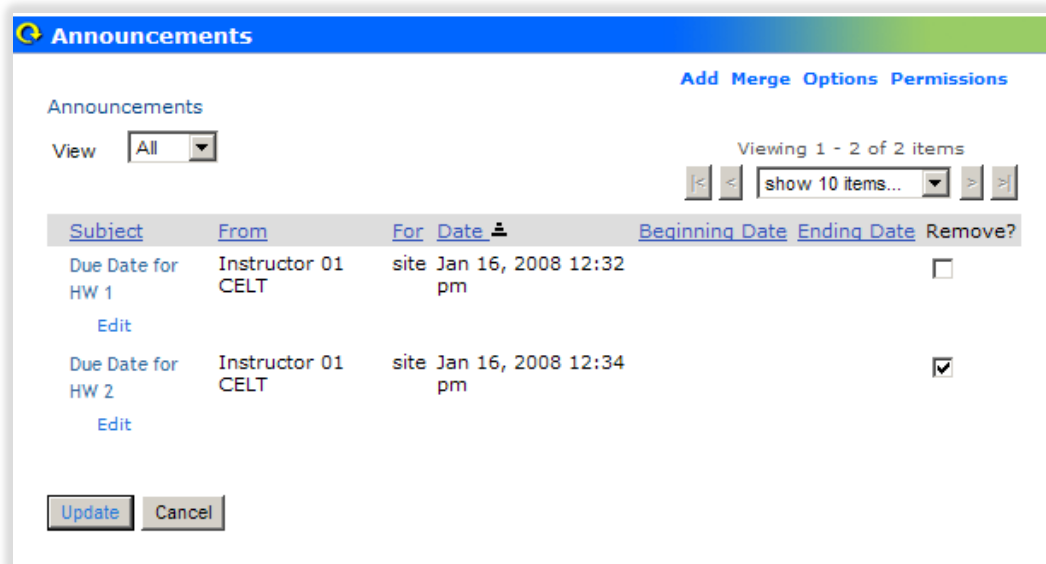 Announcements
Add Merge Options Permissions
Announcements
View All
Viewing 1 - 2 of 2 items
|< < show 10 items... > >|
Subject From For Date Beginning Date Ending Date Remove?
Due Date for Instructor 01 site Jan 16, 2008 12:32
HW 1 CELT pm
Edit
Due Date for Instructor 01 site Jan 16, 2008 12:34
HW 2 CELT pm
Edit
Update Cancel